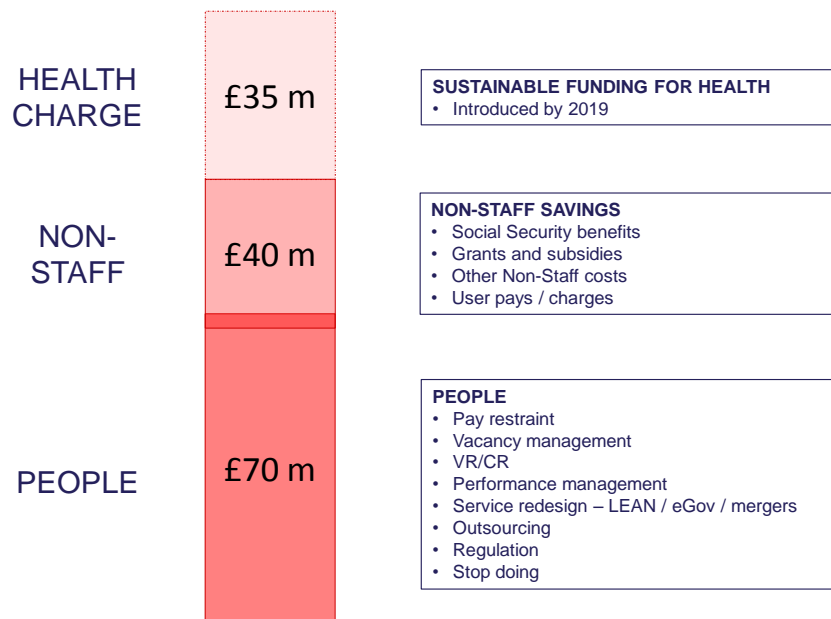 HEALTH
CHARGE
£35 m
SUSTAINABLE FUNDING FOR HEALTH
• Introduced by 2019
NON-
STAFF
£40 m
NON-STAFF SAVINGS
• Social Security benefits
• Grants and subsidies
• Other Non-Staff costs
• User pays / charges
PEOPLE
£70 m
PEOPLE
• Pay restraint
• Vacancy management
• VR/CR
• Performance management
• Service redesign – LEAN / eGov / mergers
• Outsourcing
• Regulation
• Stop doing